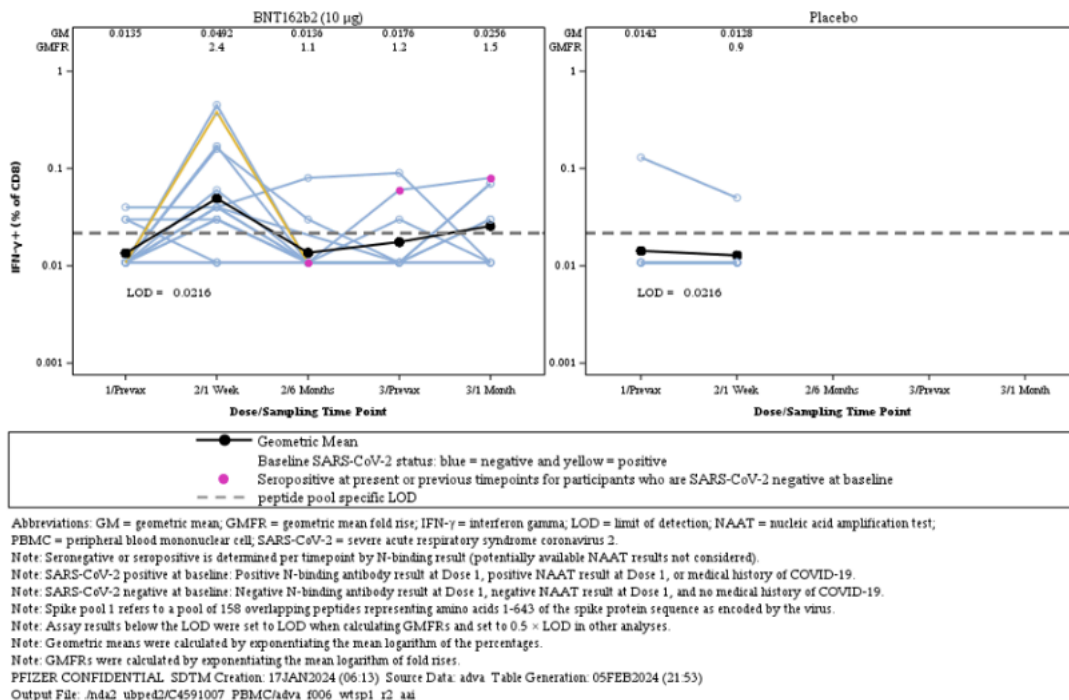 BNT162b2 (10 µg)
Placebo
GM 0.0135 0.0492 0.0136 0.0176 0.0256
GMFR 2.4 1.1 1.2 1.5
GM 0.0142 0.0128
GMFR 0.9
IFN-γ+ (% of CD8)
1
0.1
0.01
0.001
LOD = 0.0216
1/Prevax 2/1 Week 2/6 Months 3/Prevax 3/1 Month
Dose/Sampling Time Point
1
0.1
0.01
0.001
LOD = 0.0216
1/Prevax 2/1 Week 2/6 Months 3/Prevax 3/1 Month
Dose/Sampling Time Point
Geometric Mean
Baseline SARS-CoV-2 status: blue = negative and yellow = positive
Seropositive at present or previous timepoints for participants who are SARS-CoV-2 negative at baseline
peptide pool specific LOD
Abbreviations: GM = geometric mean; GMFR = geometric mean fold rise; IFN-γ = interferon gamma; LOD = limit of detection; NAAT = nucleic acid amplification test;
PBMC = peripheral blood mononuclear cell; SARS-CoV-2 = severe acute respiratory syndrome coronavirus 2.
Note: Seronegative or seropositive is determined per timepoint by N-binding result (potentially available NAAT results not considered).
Note: SARS-CoV-2 positive at baseline: Positive N-binding antibody result at Dose 1, positive NAAT result at Dose 1, or medical history of COVID-19.
Note: SARS-CoV-2 negative at baseline: Negative N-binding antibody result at Dose 1, negative NAAT result at Dose 1, and no medical history of COVID-19.
Note: Spike pool 1 refers to a pool of 158 overlapping peptides representing amino acids 1-643 of the spike protein sequence as encoded by the virus.
Note: Assay results below the LOD were set to LOD when calculating GMFRs and set to 0.5 × LOD in other analyses.
Note: Geometric means were calculated by exponentiating the mean logarithm of the percentages.
Note: GMFRs were calculated by exponentiating the mean logarithm of fold rises.
PFIZER CONFIDENTIAL SDTM Creation: 17JAN2024 (06:13) Source Data: adva Table Generation: 05FEB2024 (21:53)
Output File: ./nda2_ubped2/C4591007_PBMC/adva_f006_wtsp1_r2_aai